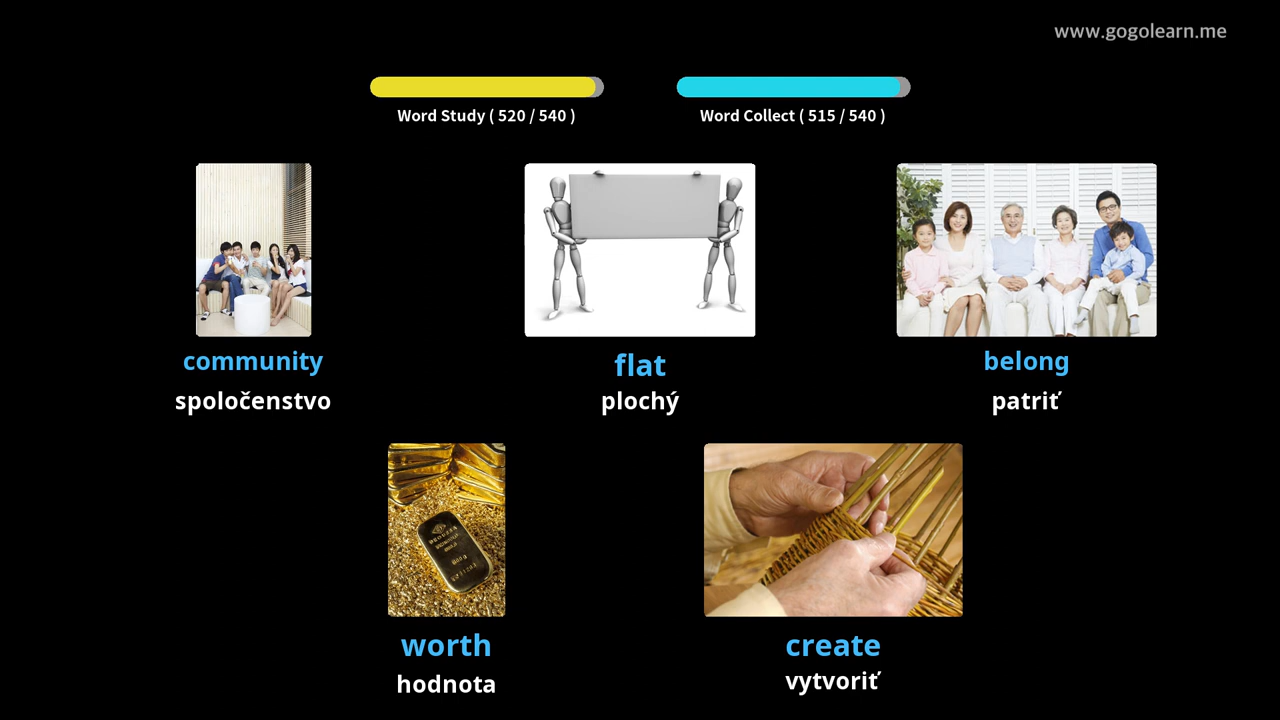 www.gogolearn.me
Word Study ( 520 / 540 )
Word Collect ( 515 / 540 )
community
spoločenstvo
flat
plochý
belong
patriť
worth
hodnota
create
vytvoriť